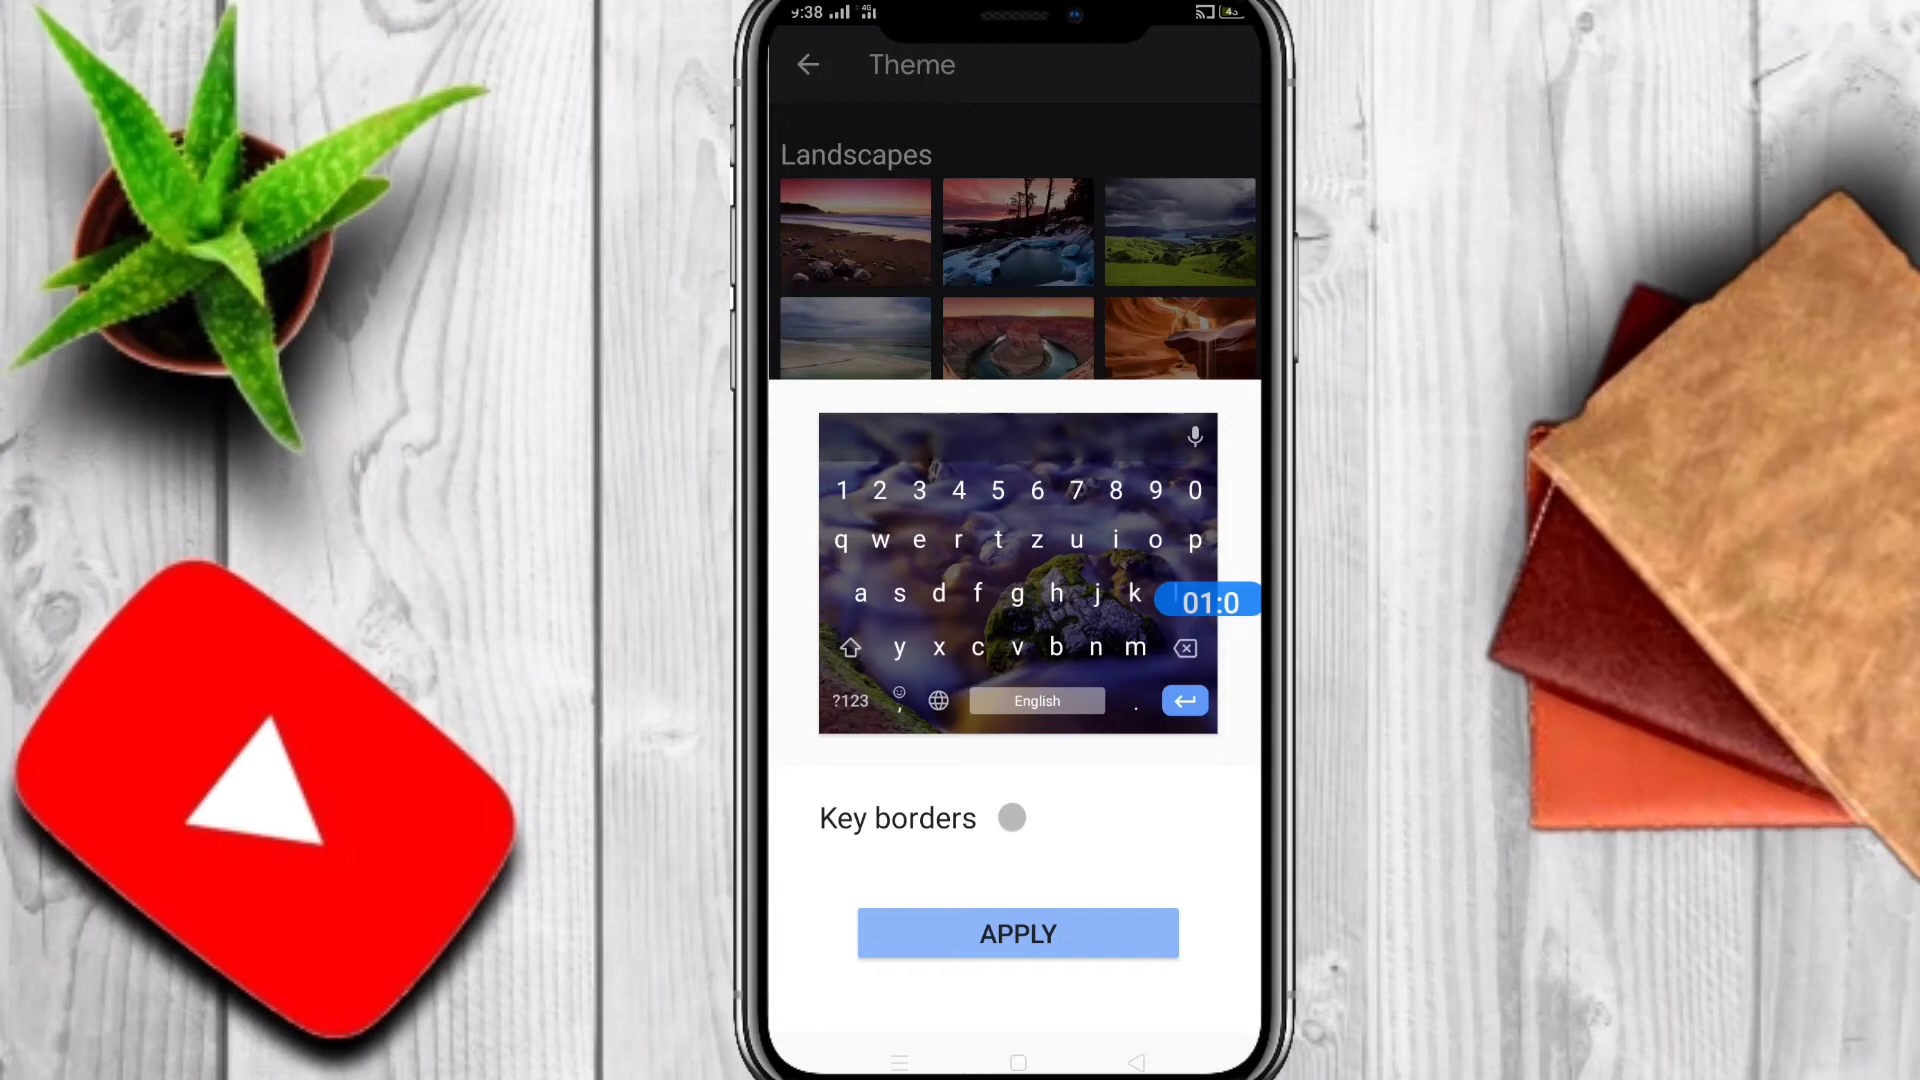 9:38 4G
Theme
Landscapes
1 2 3 4 5 6 7 8 9 0
q w e r t z u i o p
a s d f g h j k
01:0
y x c v b n m
?123 , English .
Key borders
APPLY